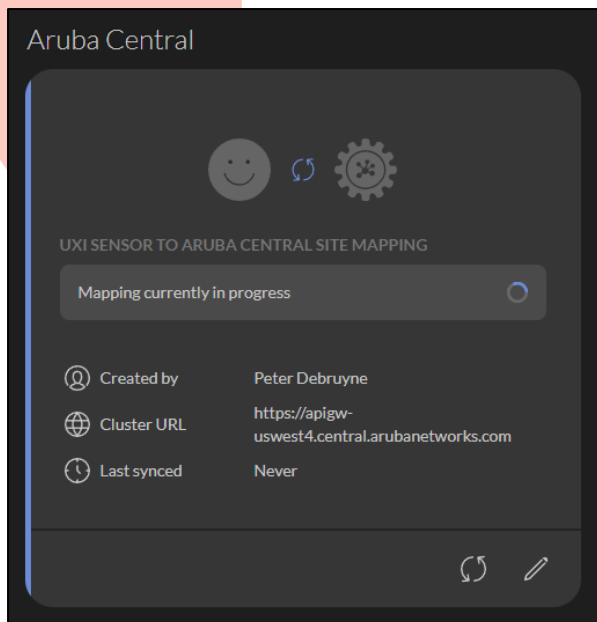 Aruba Central
UXI SENSOR TO ARUBA CENTRAL SITE MAPPING
Mapping currently in progress
Created by Peter Debruyne
Cluster URL https://apigw-
uswest4.central.arubanetworks.com
Last synced Never